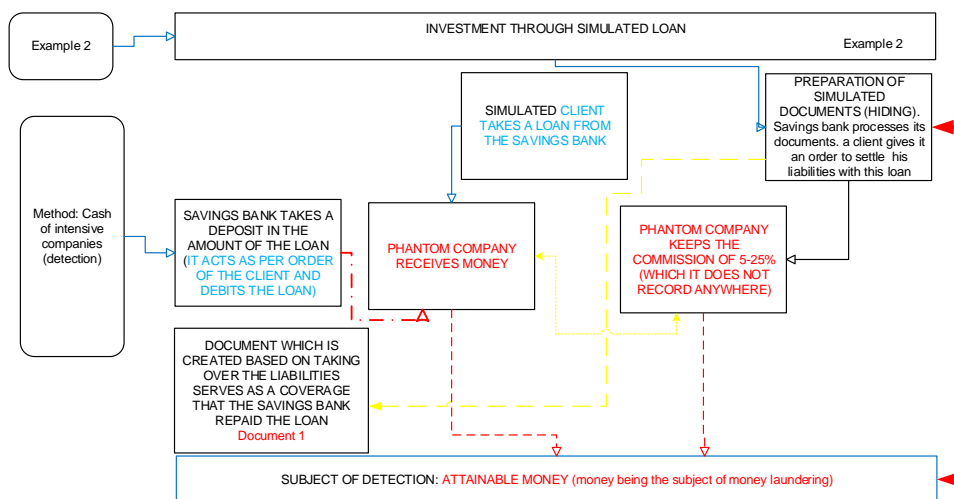 Example 2
INVESTMENT THROUGH SIMULATED LOAN
Example 2
PREPARATION OF
SIMULATED
DOCUMENTS (HIDING).
Savings bank processes its
documents. a client gives it
an order to settle his
liabilities with this loan
SIMULATED CLIENT
TAKES A LOAN FROM
THE SAVINGS BANK
Method: Cash
of intensive
companies
(detection)
SAVINGS BANK TAKES A
DEPOSIT IN THE
AMOUNT OF THE LOAN
(IT ACTS AS PER ORDER
OF THE CLIENT AND
DEBITS THE LOAN)
PHANTOM COMPANY
RECEIVES MONEY
PHANTOM COMPANY
KEEPS THE
COMMISSION OF 5-25%
(WHICH IT DOES NOT
RECORD ANYWHERE)
DOCUMENT WHICH IS
CREATED BASED ON TAKING
OVER THE LIABILITIES
SERVES AS A COVERAGE
THAT THE SAVINGS BANK
REPAID THE LOAN
Document 1
SUBJECT OF DETECTION: ATTAINABLE MONEY (money being the subject of money laundering)